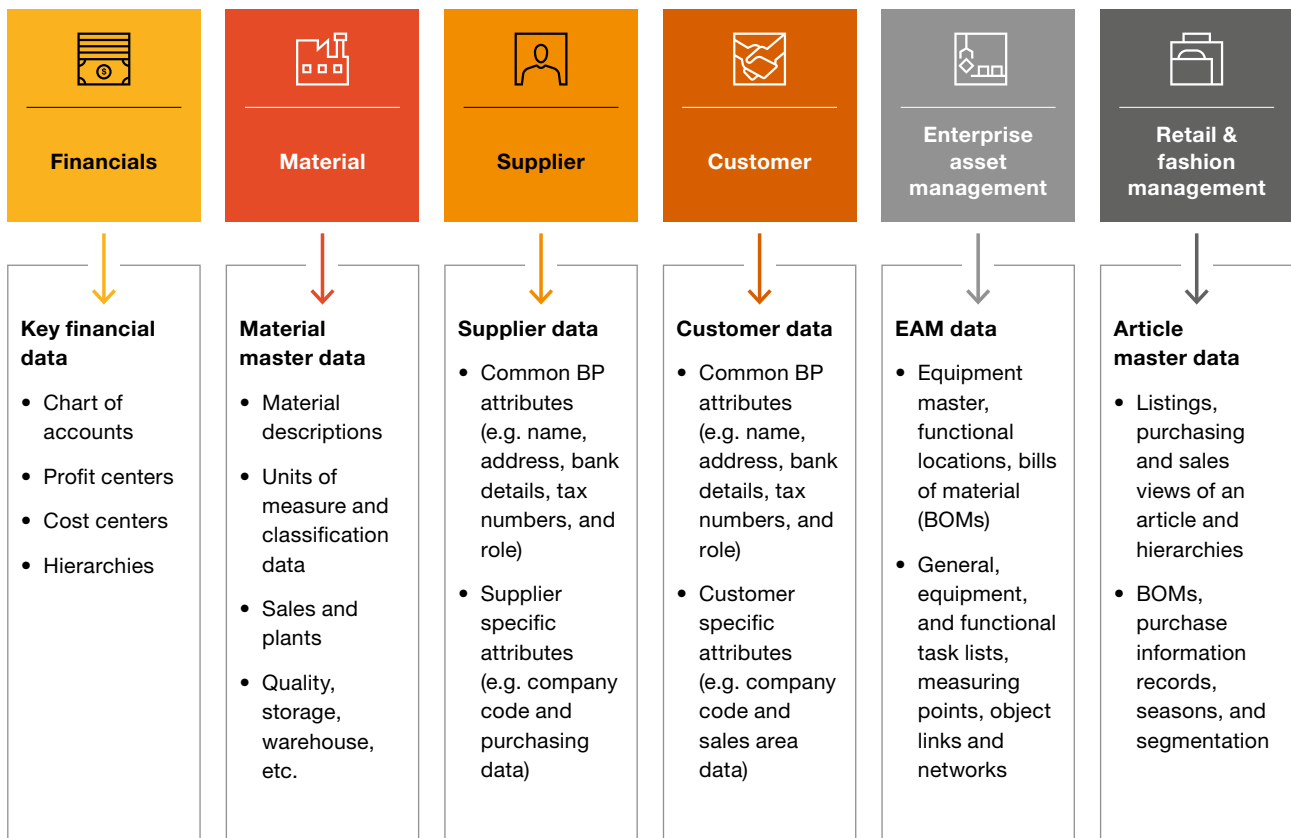 Financials
Material
Supplier
Customer
Enterprise
asset
management
Retail &
fashion
management
Key financial
data
• Chart of
accounts
• Profit centers
• Cost centers
• Hierarchies
Material
master data
• Material
descriptions
• Units of
measure and
classification
data
• Sales and
plants
• Quality,
storage,
warehouse,
etc.
Supplier data
• Common BP
attributes
(e.g. name,
address, bank
details, tax
numbers, and
role)
• Supplier
specific
attributes
(e.g. company
code and
purchasing
data)
Customer data
• Common BP
attributes
(e.g. name,
address, bank
details, tax
numbers, and
role)
• Customer
specific
attributes
(e.g. company
code and
sales area
data)
EAM data
• Equipment
master,
functional
locations, bills
of material
(BOMs)
• General,
equipment,
and functional
task lists,
measuring
points, object
links and
networks
Article
master data
• Listings,
purchasing
and sales
views of an
article and
hierarchies
• BOMs,
purchase
information
records,
seasons, and
segmentation